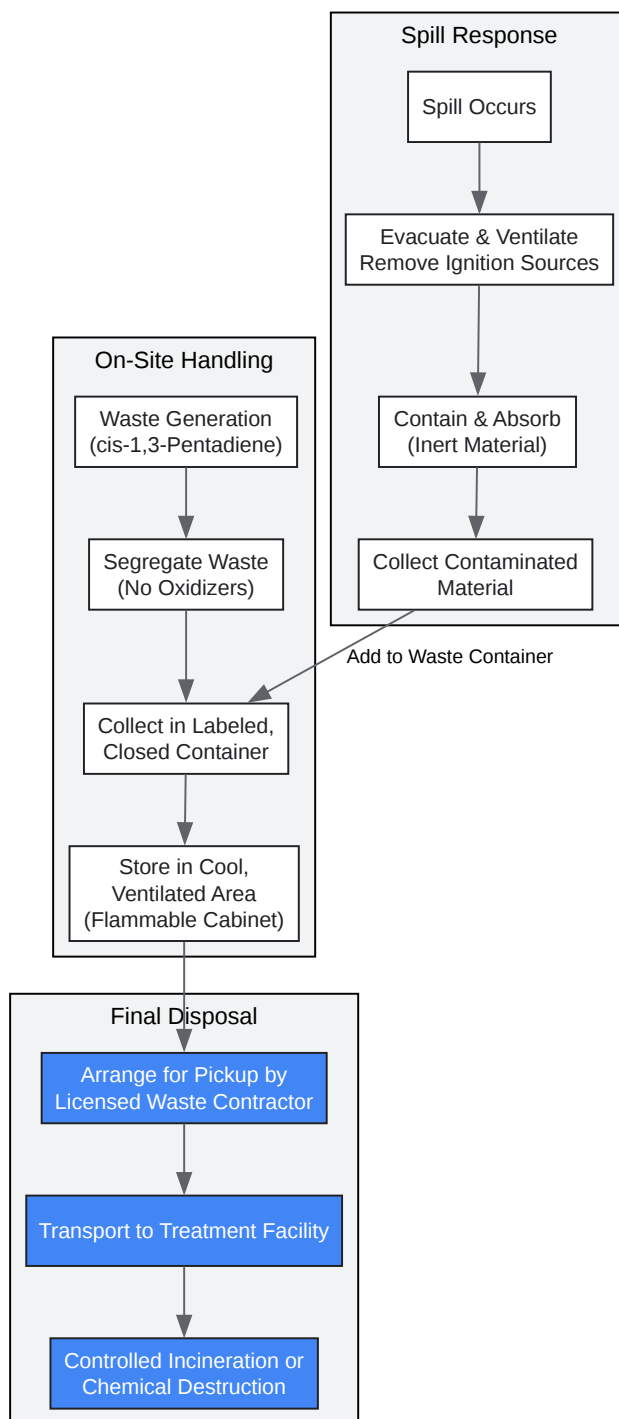 Spill Response
Spill Occurs
Evacuate & Ventilate
Remove Ignition Sources
Contain & Absorb
(Inert Material)
Collect Contaminated
Material
Add to Waste Container
On-Site Handling
Waste Generation
(cis-1,3-Pentadiene)
Segregate Waste
(No Oxidizers)
Collect in Labeled,
Closed Container
Store in Cool,
Ventilated Area
(Flammable Cabinet)
Final Disposal
Arrange for Pickup by
Licensed Waste Contractor
Transport to Treatment Facility
Controlled Incineration or
Chemical Destruction